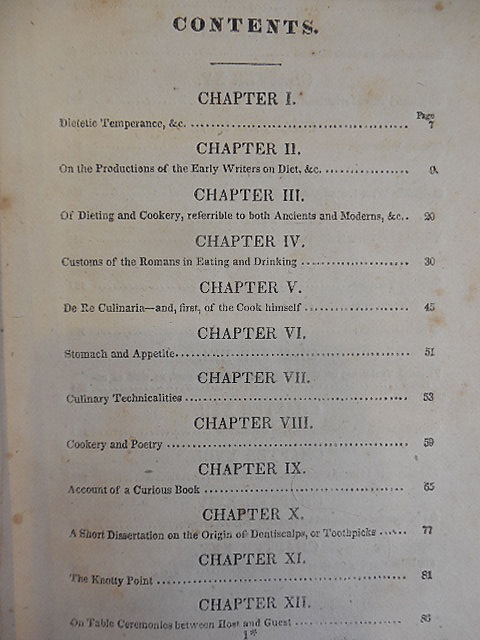 CONTENTS.
CHAPTER I.
Page
Dietetic Temperance, &c. .......................................... 7
CHAPTER II.
On the Productions of the Early Writers on Diet, &c. ................ 9
CHAPTER III.
Of Dieting and Cookery, referrible to both Ancients and Moderns, &c.. 20
CHAPTER IV.
Customs of the Romans in Eating and Drinking .................... 30
CHAPTER V.
De Re Culinaria—and, first, of the Cook himself .................... 45
CHAPTER VI.
Stomach and Appetite.......................................... 51
CHAPTER VII.
Culinary Technicalities .......................................... 53
CHAPTER VIII.
Cookery and Poetry ............................................ 59
CHAPTER IX.
Account of a Curious Book ...................................... 65
CHAPTER X.
A Short Dissertation on the Origin of Dentiscalps, or Toothpicks ...... 77
CHAPTER XI.
The Knotty Point .............................................. 81
CHAPTER XII.
On Table Ceremonies between Host and Guest ......................
1*